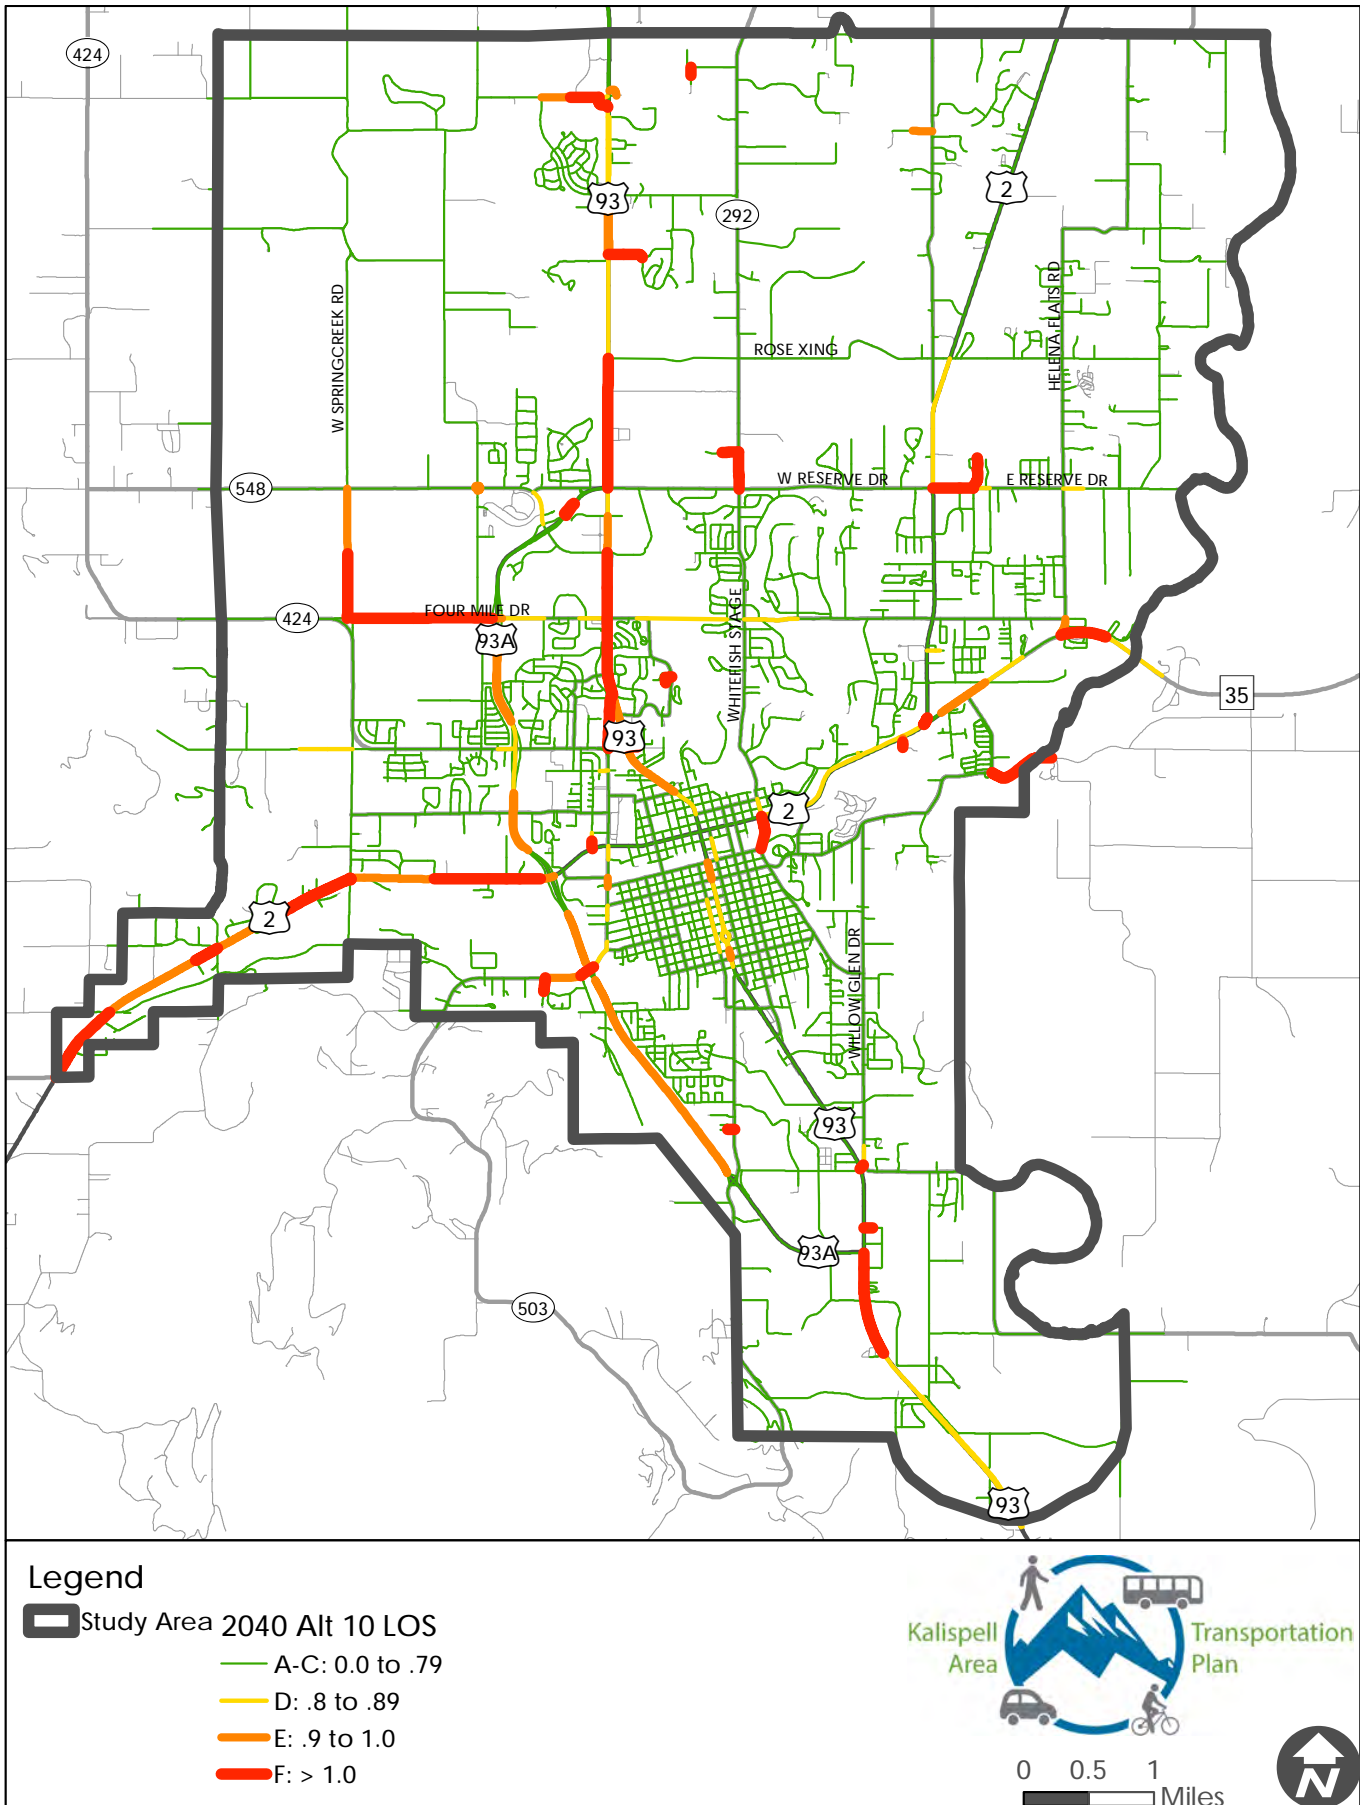 424
93
2
292
W SPRINGCREEK RD
HELENA FLATS RD
ROSE XING
548
W RESERVE DR
E RESERVE DR
424
FOUR MILE DR
93A
WHITEFISH STAGE
35
93
2
2
WILLOW GLEN DR
93
93A
503
93
Legend
Study Area
2040 Alt 10 LOS
A-C: 0.0 to .79
D: .8 to .89
E: .9 to 1.0
F: > 1.0
Kalispell Transportation
Area Plan
0 0.5 1
Miles
N